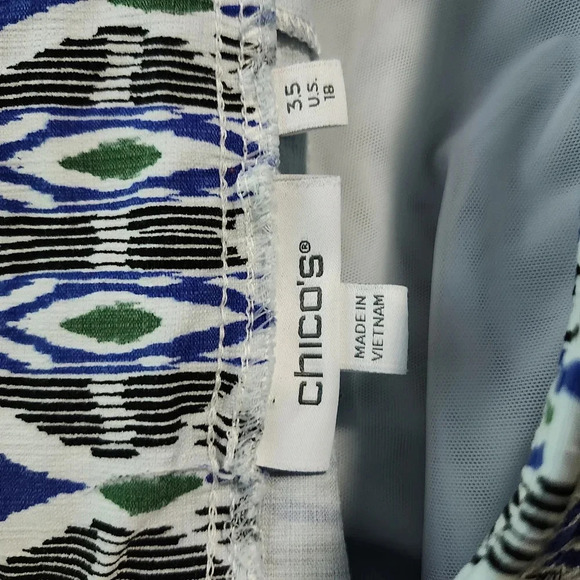 3.5
U.S.
18
chico's®
MADE IN
VIETNAM